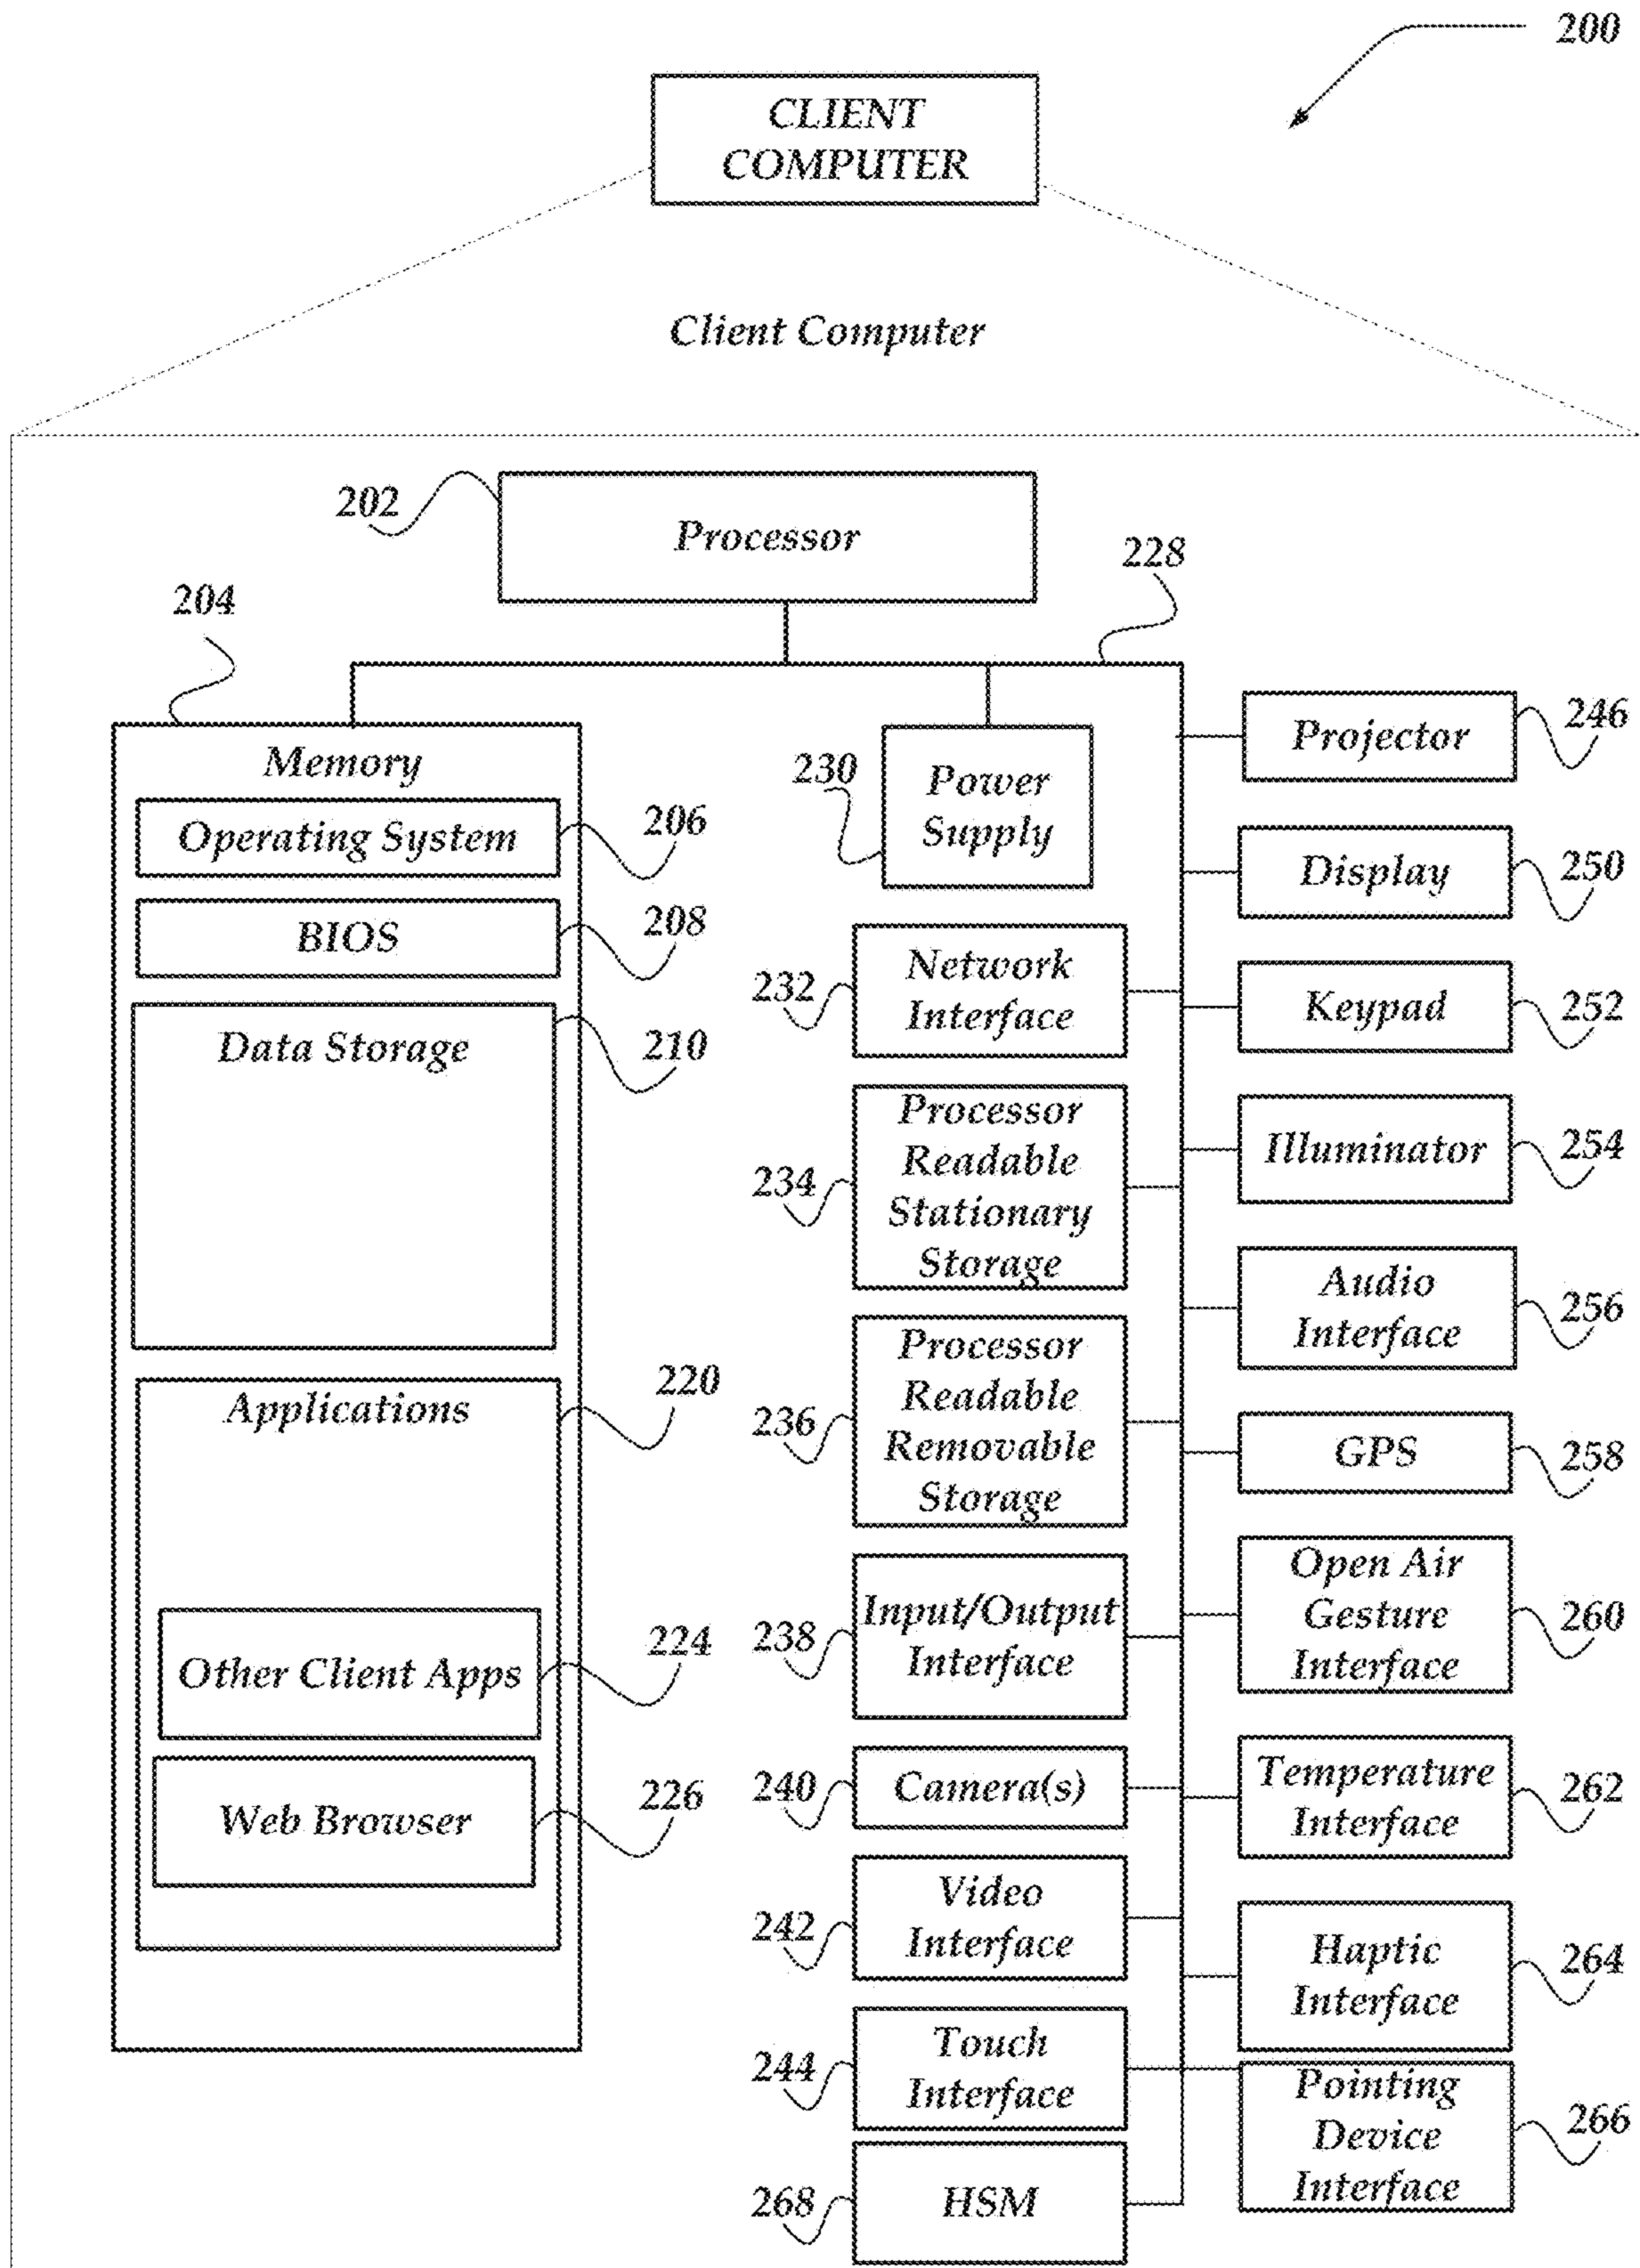 200
CLIENT
COMPUTER
Client Computer
202
Processor
228
204
Memory
Operating System
206
BIOS
208
Data Storage
210
Applications
220
Other Client Apps
224
Web Browser
226
230
Power
Supply
232
Network
Interface
234
Processor
Readable
Stationary
Storage
236
Processor
Readable
Removable
Storage
238
Input/Output
Interface
240
Camera(s)
242
Video
Interface
244
Touch
Interface
268
HSM
Projector
246
Display
250
Keypad
252
Illuminator
254
Audio
Interface
256
GPS
258
Open Air
Gesture
Interface
260
Temperature
Interface
262
Haptic
Interface
264
Pointing
Device
Interface
266